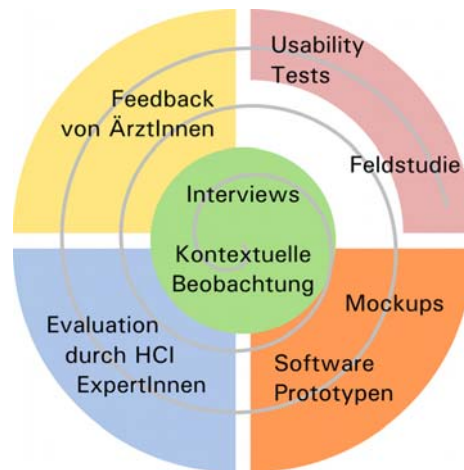 Usability
Tests
Feldstudie
Feedback
von ÄrztInnen
Interviews
Kontextuelle
Beobachtung
Mockups
Software
Prototypen
Evaluation
durch HCI
ExpertInnen